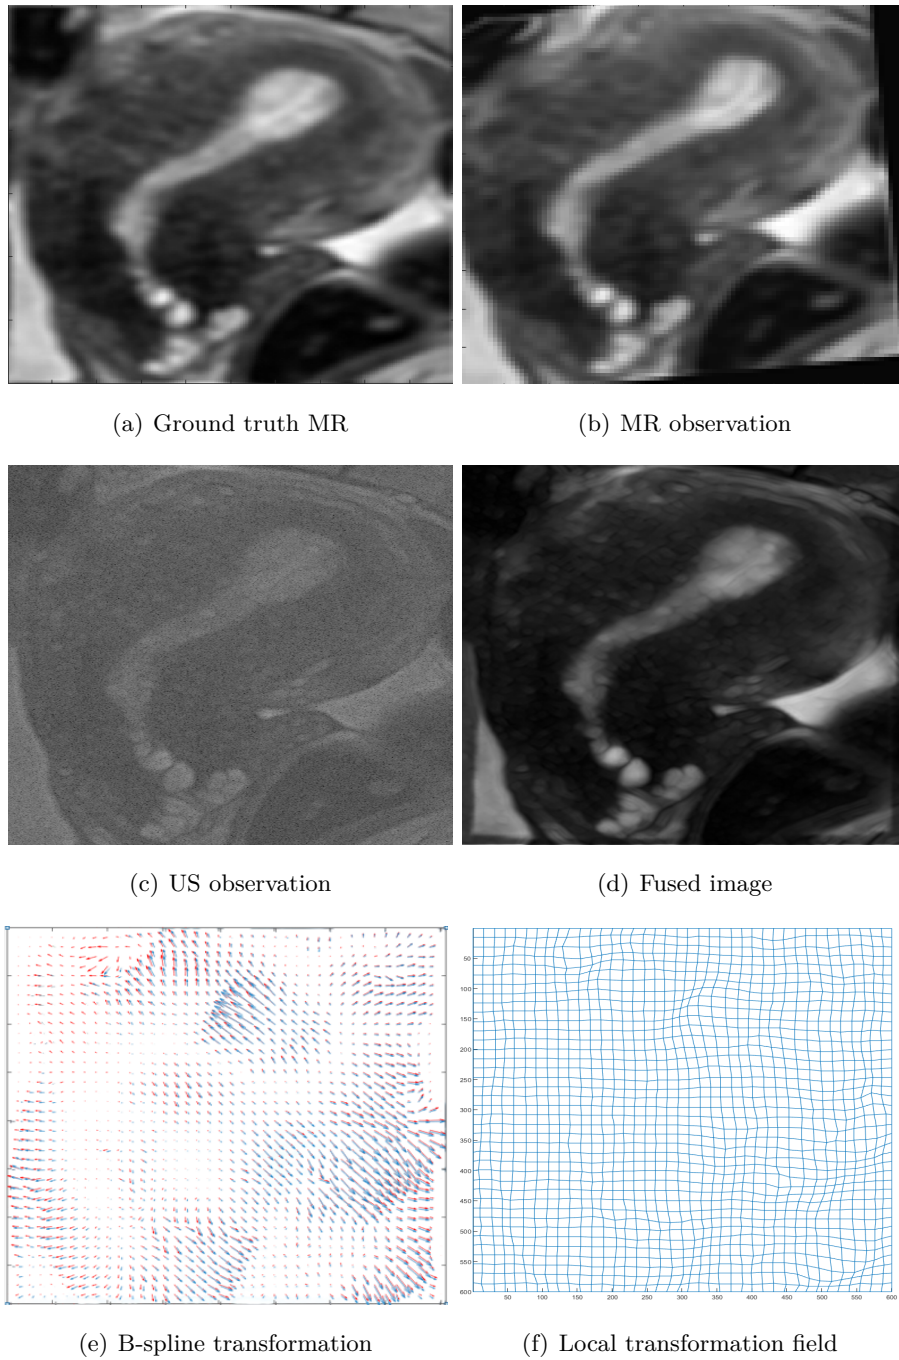 (a) Ground truth MR
(b) MR observation
(c) US observation
(d) Fused image
50
100
150
200
250
300
350
400
450
500
550
600
50 100 150 200 250 300 350 400 450 500 550 600
(e) B-spline transformation
(f) Local transformation field